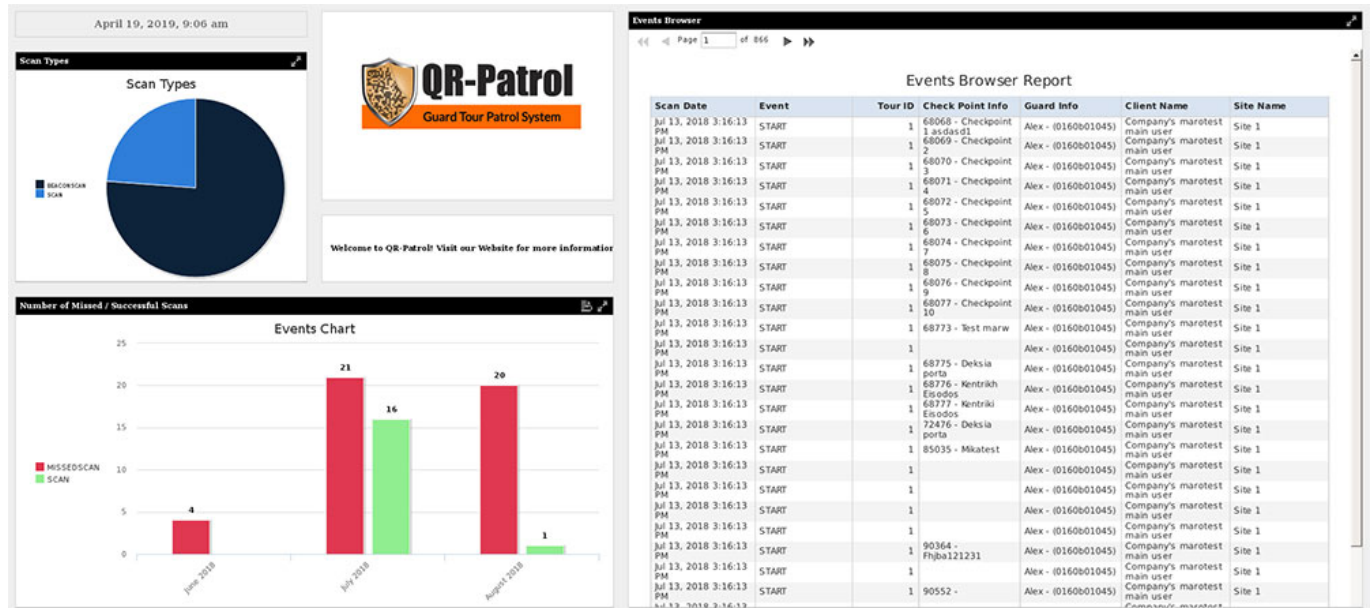 April 19, 2019, 9:06 am
Scan Types
Scan Types
BEACONSCAN
SCAN
QR-Patrol
Guard Tour Patrol System
Welcome to QR-Patrol! Visit our Website for more information
Number of Missed / Successful Scans
Events Chart
25
20
15
10
5
0
21
20
16
4
1
MISSEDSCAN
SCAN
June 2018
July 2018
August 2018
Events Browser
Page 1 of 866
Events Browser Report
Scan Date Event Tour ID Check Point Info Guard Info Client Name Site Name
Jul 13, 2018 3:16:13 PM START 1 68068 - Checkpoint 1 asdasd1 Alex - (0160b01045) Company's marotest main user Site 1
Jul 13, 2018 3:16:13 PM START 1 68069 - Checkpoint 2 Alex - (0160b01045) Company's marotest main user Site 1
Jul 13, 2018 3:16:13 PM START 1 68070 - Checkpoint 3 Alex - (0160b01045) Company's marotest main user Site 1
Jul 13, 2018 3:16:13 PM START 1 68071 - Checkpoint 4 Alex - (0160b01045) Company's marotest main user Site 1
Jul 13, 2018 3:16:13 PM START 1 68072 - Checkpoint 5 Alex - (0160b01045) Company's marotest main user Site 1
Jul 13, 2018 3:16:13 PM START 1 68073 - Checkpoint 6 Alex - (0160b01045) Company's marotest main user Site 1
Jul 13, 2018 3:16:13 PM START 1 68074 - Checkpoint 7 Alex - (0160b01045) Company's marotest main user Site 1
Jul 13, 2018 3:16:13 PM START 1 68075 - Checkpoint 8 Alex - (0160b01045) Company's marotest main user Site 1
Jul 13, 2018 3:16:13 PM START 1 68076 - Checkpoint 9 Alex - (0160b01045) Company's marotest main user Site 1
Jul 13, 2018 3:16:13 PM START 1 68077 - Checkpoint 10 Alex - (0160b01045) Company's marotest main user Site 1
Jul 13, 2018 3:16:13 PM START 1 68773 - Test marw Alex - (0160b01045) Company's marotest main user Site 1
Jul 13, 2018 3:16:13 PM START 1 Alex - (0160b01045) Company's marotest main user Site 1
Jul 13, 2018 3:16:13 PM START 1 68775 - Deksia porta Alex - (0160b01045) Company's marotest main user Site 1
Jul 13, 2018 3:16:13 PM START 1 68776 - Kentrikh Eisodos Alex - (0160b01045) Company's marotest main user Site 1
Jul 13, 2018 3:16:13 PM START 1 68777 - Kentriki Eisodos Alex - (0160b01045) Company's marotest main user Site 1
Jul 13, 2018 3:16:13 PM START 1 72476 - Deksia porta Alex - (0160b01045) Company's marotest main user Site 1
Jul 13, 2018 3:16:13 PM START 1 85035 - Mikatest Alex - (0160b01045) Company's marotest main user Site 1
Jul 13, 2018 3:16:13 PM START 1 Alex - (0160b01045) Company's marotest main user Site 1
Jul 13, 2018 3:16:13 PM START 1 Alex - (0160b01045) Company's marotest main user Site 1
Jul 13, 2018 3:16:13 PM START 1 Alex - (0160b01045) Company's marotest main user Site 1
Jul 13, 2018 3:16:13 PM START 1 Alex - (0160b01045) Company's marotest main user Site 1
Jul 13, 2018 3:16:13 PM START 1 90364 - Fhjba121231 Alex - (0160b01045) Company's marotest main user Site 1
Jul 13, 2018 3:16:13 PM START 1 Alex - (0160b01045) Company's marotest main user Site 1
Jul 13, 2018 3:16:13 PM START 1 90552 - Alex - (0160b01045) Company's marotest main user Site 1